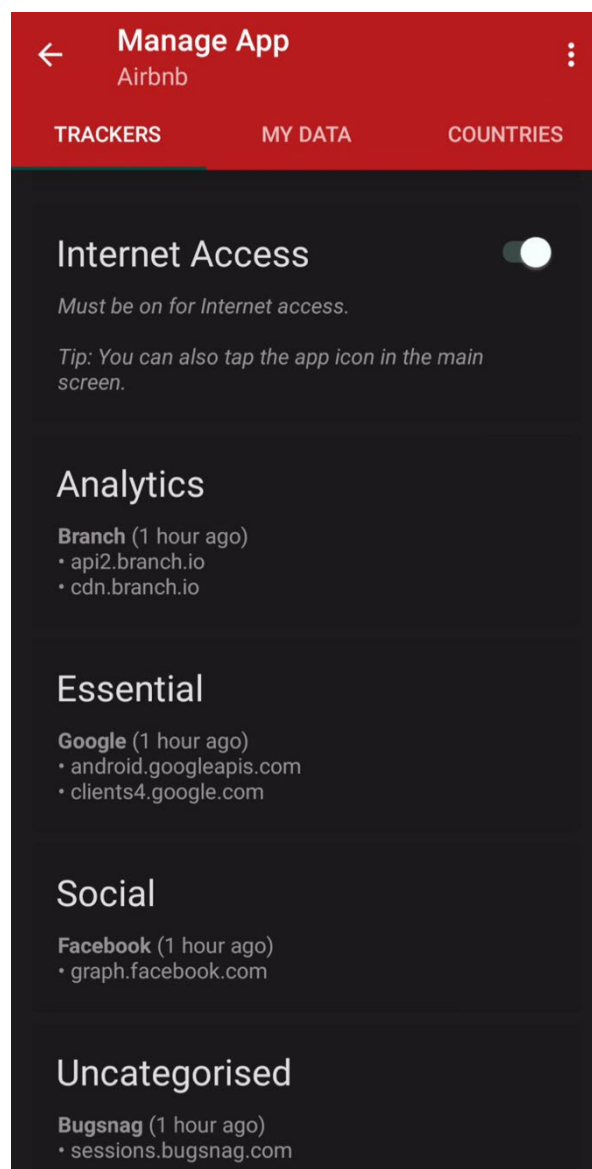 Manage App
Airbnb
TRACKERS MY DATA COUNTRIES
Internet Access
Must be on for Internet access.
Tip: You can also tap the app icon in the main
screen.
Analytics
Branch (1 hour ago)
• api2.branch.io
• cdn.branch.io
Essential
Google (1 hour ago)
• android.googleapis.com
• clients4.google.com
Social
Facebook (1 hour ago)
• graph.facebook.com
Uncategorised
Bugsnag (1 hour ago)
• sessions.bugsnag.com